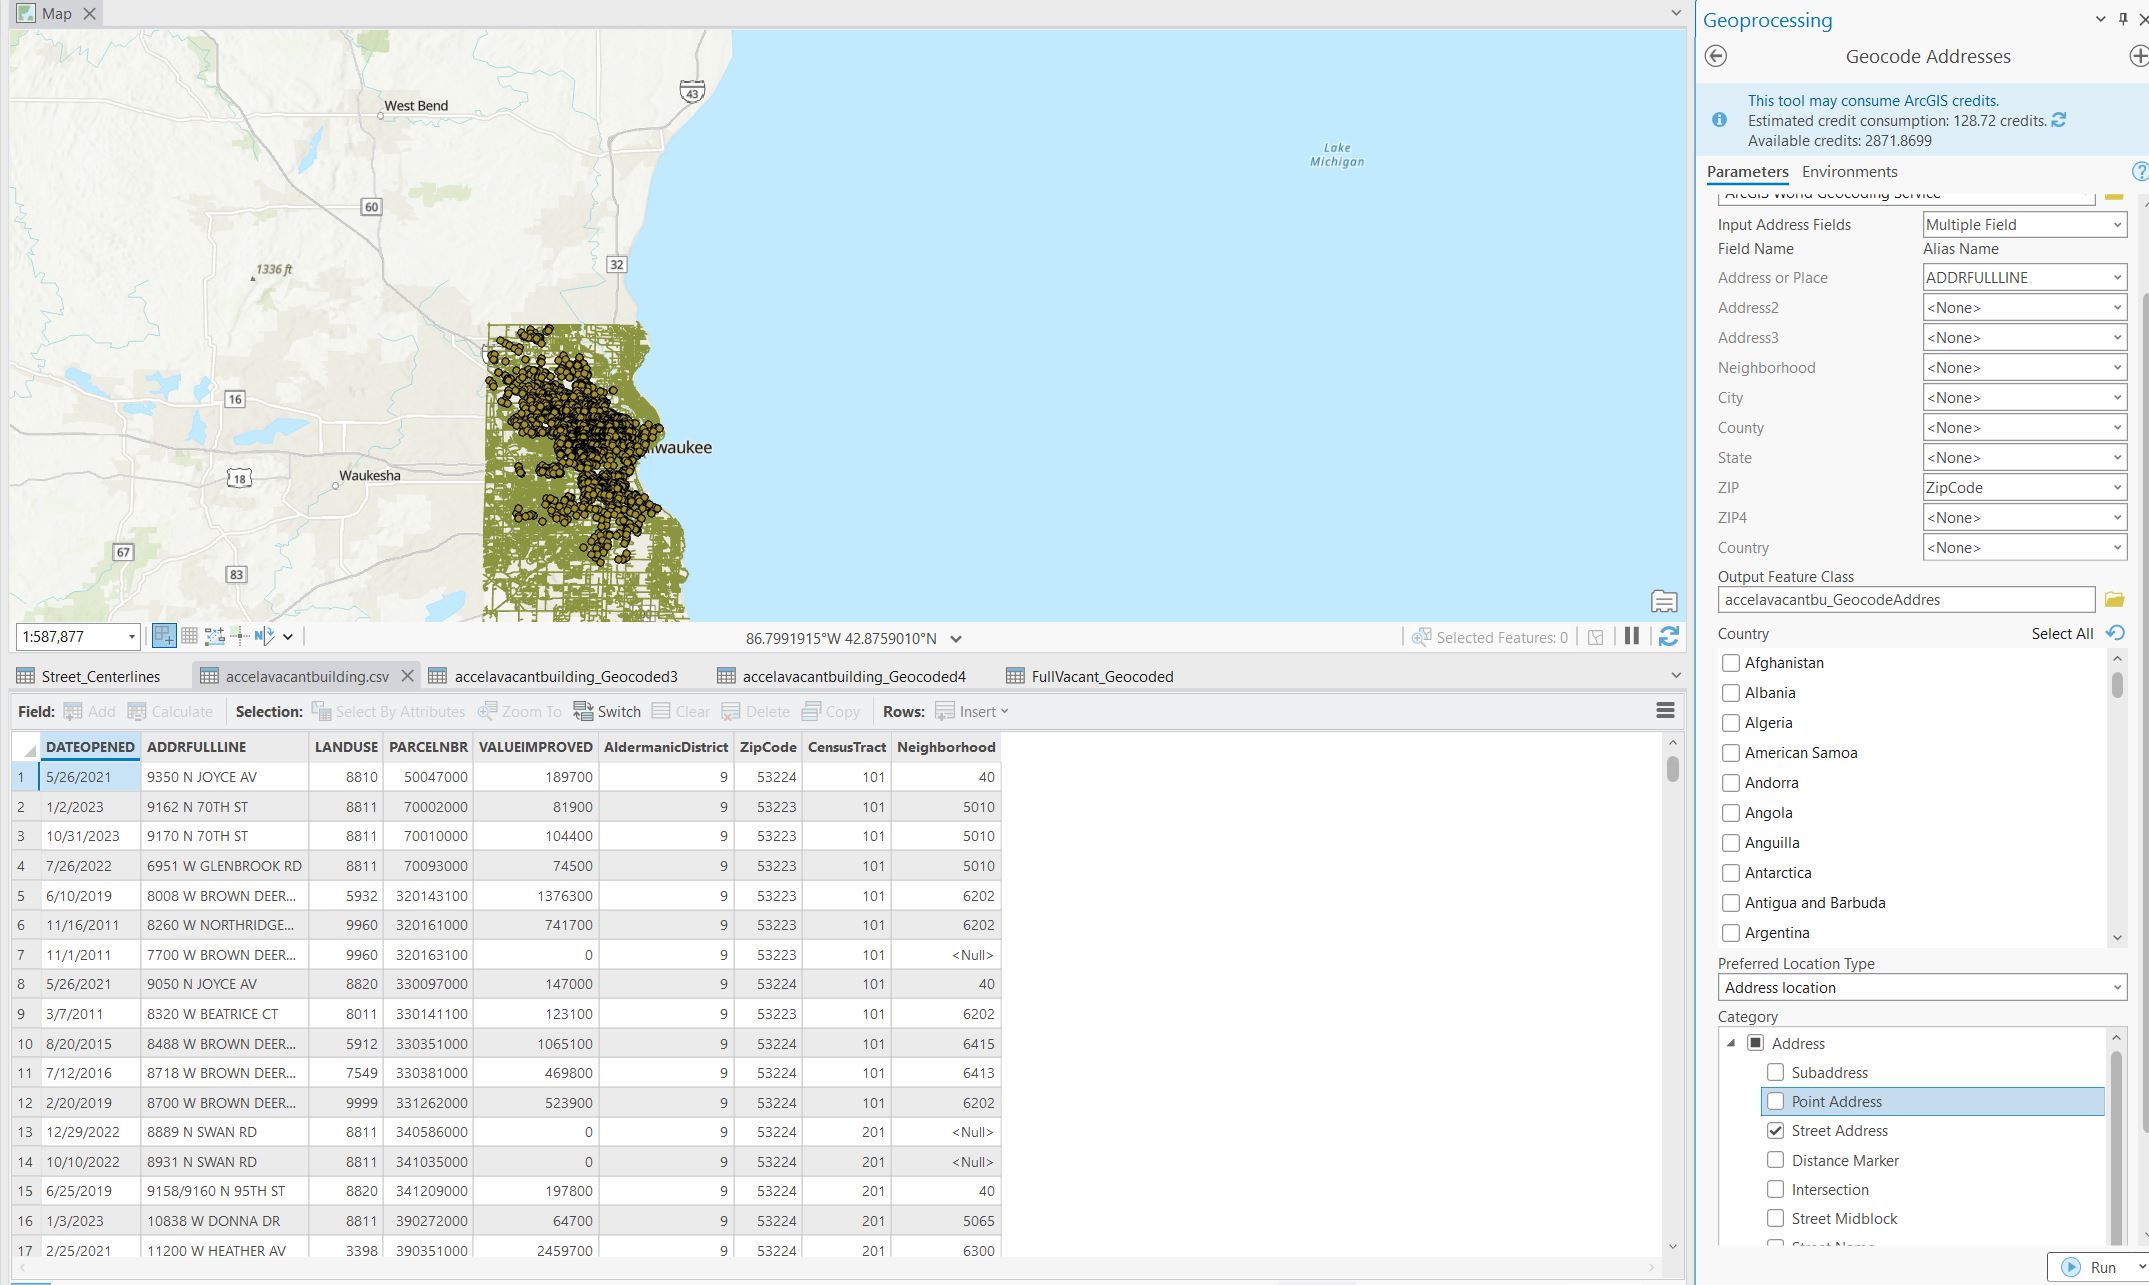 Map
West Bend
43
Lake
Michigan
60
1336 ft
32
16
waukee
Waukesha
18
67
83
1:587,877
86.7991915°W 42.8759010°N
Selected Features: 0
Street_Centerlines
accelavacantbuilding.csv
accelavacantbuilding_Geocoded3
accelavacantbuilding_Geocoded4
FullVacant_Geocoded
Field: Add Calculate Selection: Select By Attributes Zoom To Switch Clear Delete Copy Rows: Insert
DATEOPENED ADDRFULLLINE LANDUSE PARCELNBR VALUEIMPROVED AldermanicDistrict ZipCode CensusTract Neighborhood
1 5/26/2021 9350 N JOYCE AV 8810 50047000 189700 9 53224 101 40
2 1/2/2023 9162 N 70TH ST 8811 70002000 81900 9 53223 101 5010
3 10/31/2023 9170 N 70TH ST 8811 70010000 104400 9 53223 101 5010
4 7/26/2022 6951 W GLENBROOK RD 8811 70093000 74500 9 53223 101 5010
5 6/10/2019 8008 W BROWN DEER... 5932 320143100 1376300 9 53223 101 6202
6 11/16/2011 8260 W NORTHRIDGE... 9960 320161000 741700 9 53223 101 6202
7 11/1/2011 7700 W BROWN DEER... 9960 320163100 0 9 53223 101 <Null>
8 5/26/2021 9050 N JOYCE AV 8820 330097000 147000 9 53224 101 40
9 3/7/2011 8320 W BEATRICE CT 8011 330141100 123100 9 53223 101 6202
10 8/20/2015 8488 W BROWN DEER... 5912 330351000 1065100 9 53224 101 6415
11 7/12/2016 8718 W BROWN DEER... 7549 330381000 469800 9 53224 101 6413
12 2/20/2019 8700 W BROWN DEER... 9999 331262000 523900 9 53224 101 6202
13 12/29/2022 8889 N SWAN RD 8811 340586000 0 9 53224 201 <Null>
14 10/10/2022 8931 N SWAN RD 8811 341035000 0 9 53224 201 <Null>
15 6/25/2019 9158/9160 N 95TH ST 8820 341209000 197800 9 53224 201 40
16 1/3/2023 10838 W DONNA DR 8811 390272000 64700 9 53224 201 5065
17 2/25/2021 11200 W HEATHER AV 3398 390351000 2459700 9 53224 201 6300
Geoprocessing
Geocode Addresses
This tool may consume ArcGIS credits.
Estimated credit consumption: 128.72 credits.
Available credits: 2871.8699
Parameters Environments
ArcGIS World Geocoding Service
Input Address Fields Multiple Field
Field Name Alias Name
Address or Place ADDRFULLLINE
Address2 <None>
Address3 <None>
Neighborhood <None>
City <None>
County <None>
State <None>
ZIP ZipCode
ZIP4 <None>
Country <None>
Output Feature Class
accelavacantbu_GeocodeAddres
Country Select All
Afghanistan
Albania
Algeria
American Samoa
Andorra
Angola
Anguilla
Antarctica
Antigua and Barbuda
Argentina
Preferred Location Type
Address location
Category
Address
Subaddress
Point Address
Street Address
Distance Marker
Intersection
Street Midblock
Run